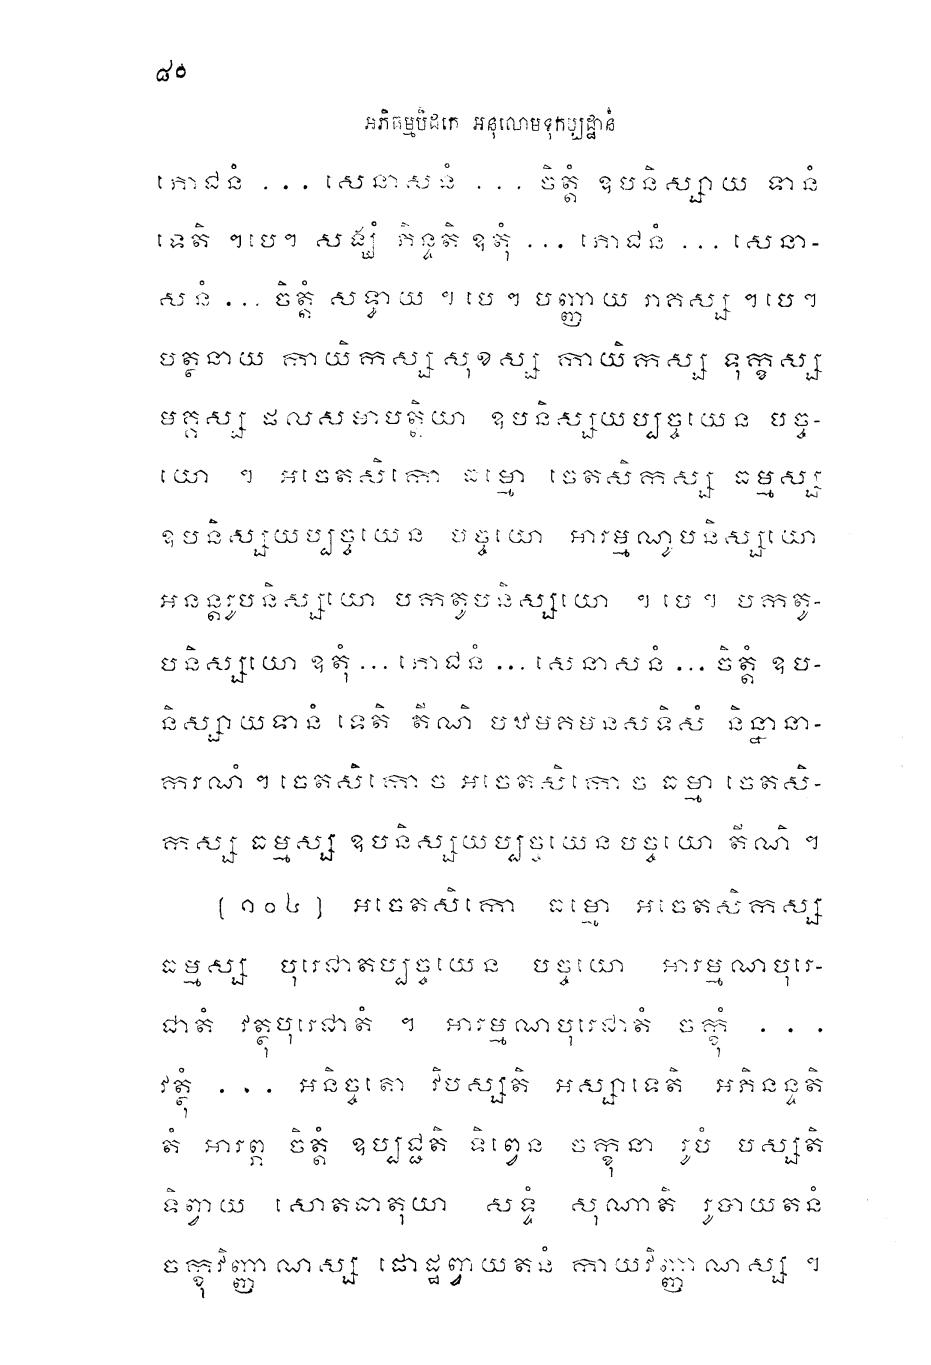 ៨០
អភិធម្មបិដកេ អនុលោមទុកប្បដ្ឋានំ
ភោជនំ ... សេនាសនំ ... ចិត្តំ ឧបនិស្សាយ ទានំ
ទេតិ ។បេ។ សង្ឃំ ភិន្ទតិ ឧតុំ ... ភោជនំ ... សេនា-
សនំ ... ចិត្តំ សទ្ធាយ ។បេ។ បញ្ញាយ រាគស្ស ។បេ។
បត្ថនាយ កាយិកស្សសុខស្ស កាយិកស្ស ទុក្ខស្ស
មគ្គស្ស ផលសមាបត្តិយា ឧបនិស្សយប្បច្ចយេន បច្ច-
យោ ។ អចេតសិកោ ធម្មោ ចេតសិកស្ស ធម្មស្ស
ឧបនិស្សយប្បច្ចយេន បច្ចយោ អារម្មណូបនិស្សយោ
អនន្តរូបនិស្សយោ បកតូបនិស្សយោ ។បេ។ បកតូ-
បនិស្សយោ ឧតុំ ... ភោជនំ ... សេនាសនំ ... ចិត្តំ ឧប-
និស្សាយទានំ ទេតិ តីណិ បឋមគមនសទិសំ និន្នានា-
ករណំ ។ ចេតសិកោ ច អចេតសិកោ ច ធម្មា ចេតសិ-
កស្ស ធម្មស្ស ឧបនិស្សយប្បច្ចយេនបច្ចយោ តីណិ ។
[១០៤] អចេតសិកោ ធម្មោ អចេតសិកស្ស
ធម្មស្ស បុរេជាតប្បច្ចយេន បច្ចយោ អារម្មណបុរេ-
ជាតំ វត្ថុបុរេជាតំ ។ អារម្មណបុរេជាតំ ចក្ខុំ ...
វត្ថុំ ... អនិច្ចតោ វិបស្សតិ អស្សាទេតិ អភិនន្ទតិ
តំ អារព្ភ ចិត្តំ ឧប្បជ្ជតិ ទិព្វេន ចក្ខុនា រូបំ បស្សតិ
ទិព្វាយ សោតធាតុយា សទ្ទំ សុណាតិ រូបាយតនំ
ចក្ខុវិញ្ញាណស្ស ផោដ្ឋព្វាយតនំ កាយវិញ្ញាណស្ស ។